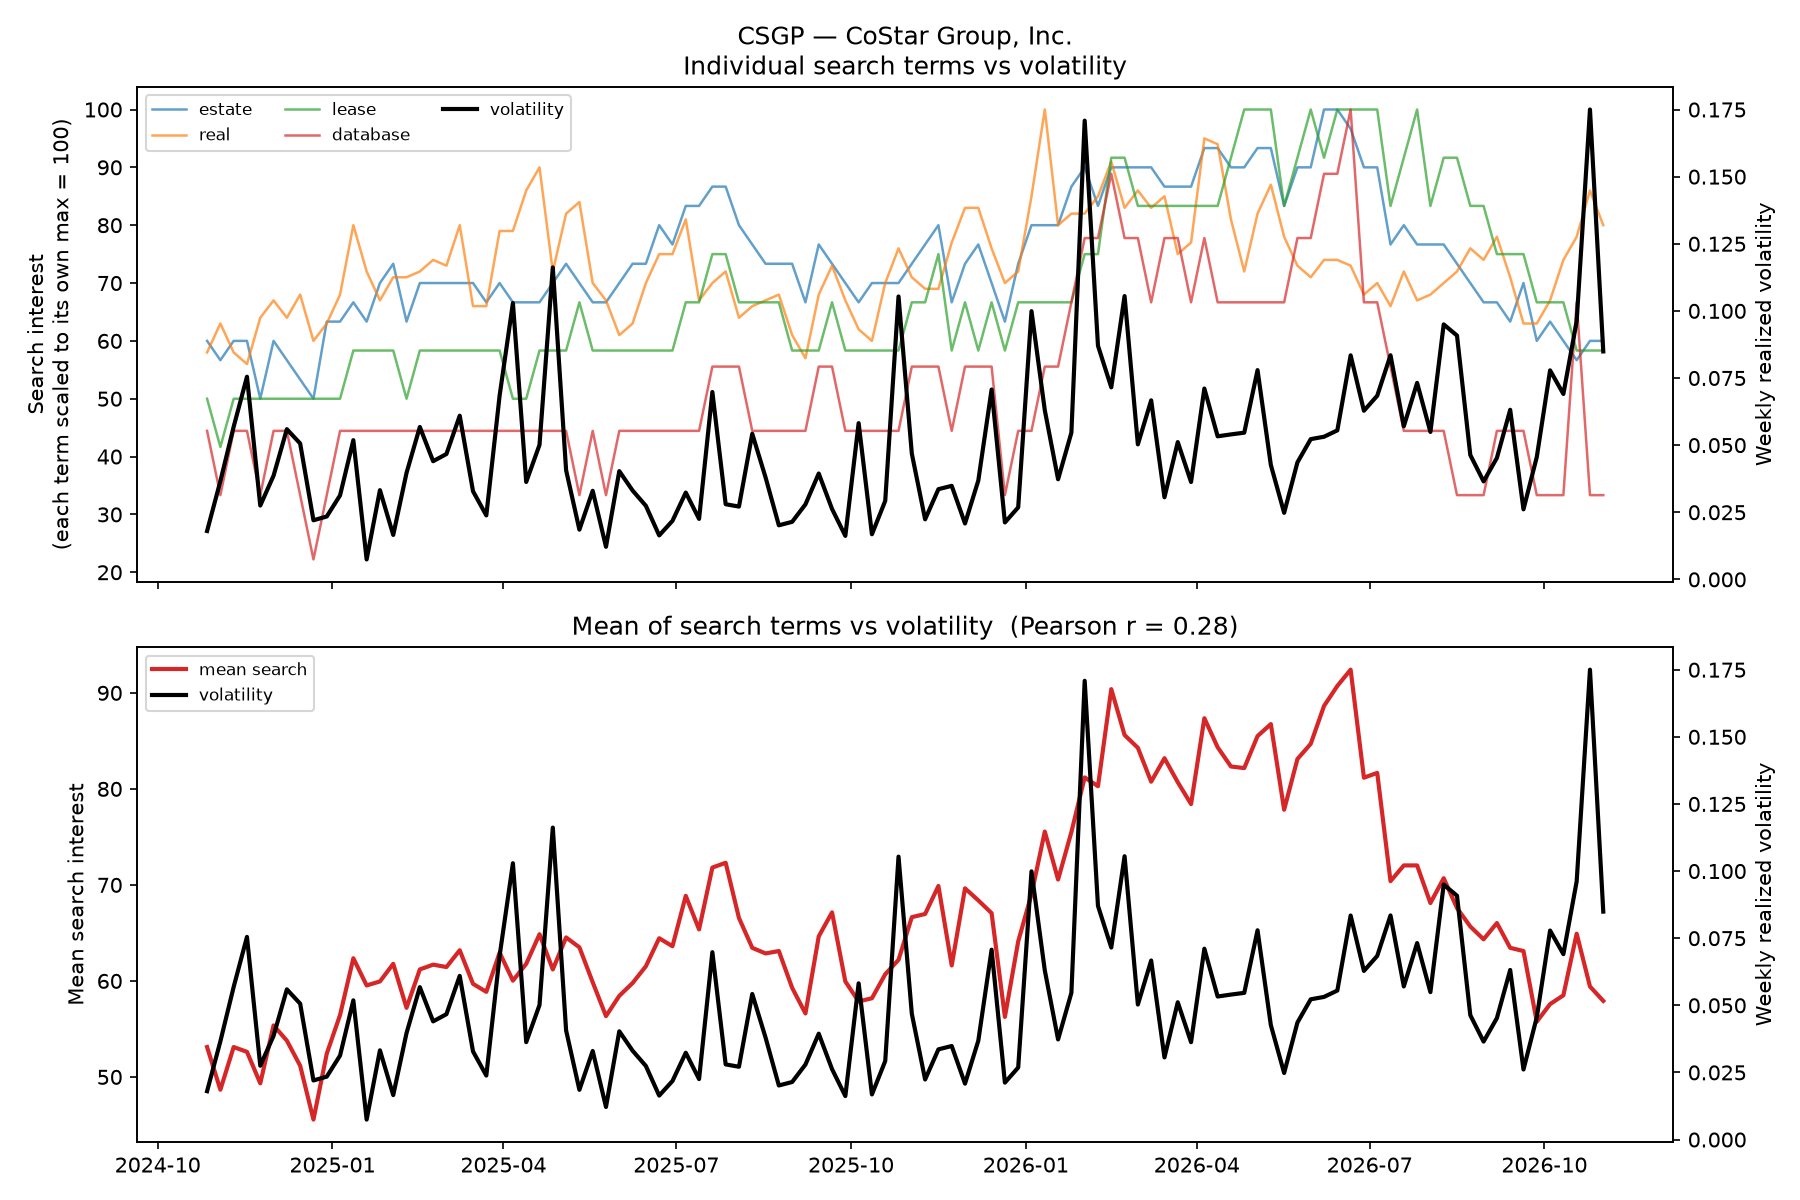 CSGP — CoStar Group, Inc.
Individual search terms vs volatility
estate
real
lease
database
volatility
Search interest
(each term scaled to its own max = 100)
100
90
80
70
60
50
40
30
20
0.175
0.150
0.125
0.100
0.075
0.050
0.025
0.000
Weekly realized volatility
Mean of search terms vs volatility (Pearson r = 0.28)
mean search
volatility
Mean search interest
90
80
70
60
50
0.175
0.150
0.125
0.100
0.075
0.050
0.025
0.000
Weekly realized volatility
2024-10 2025-01 2025-04 2025-07 2025-10 2026-01 2026-04 2026-07 2026-10